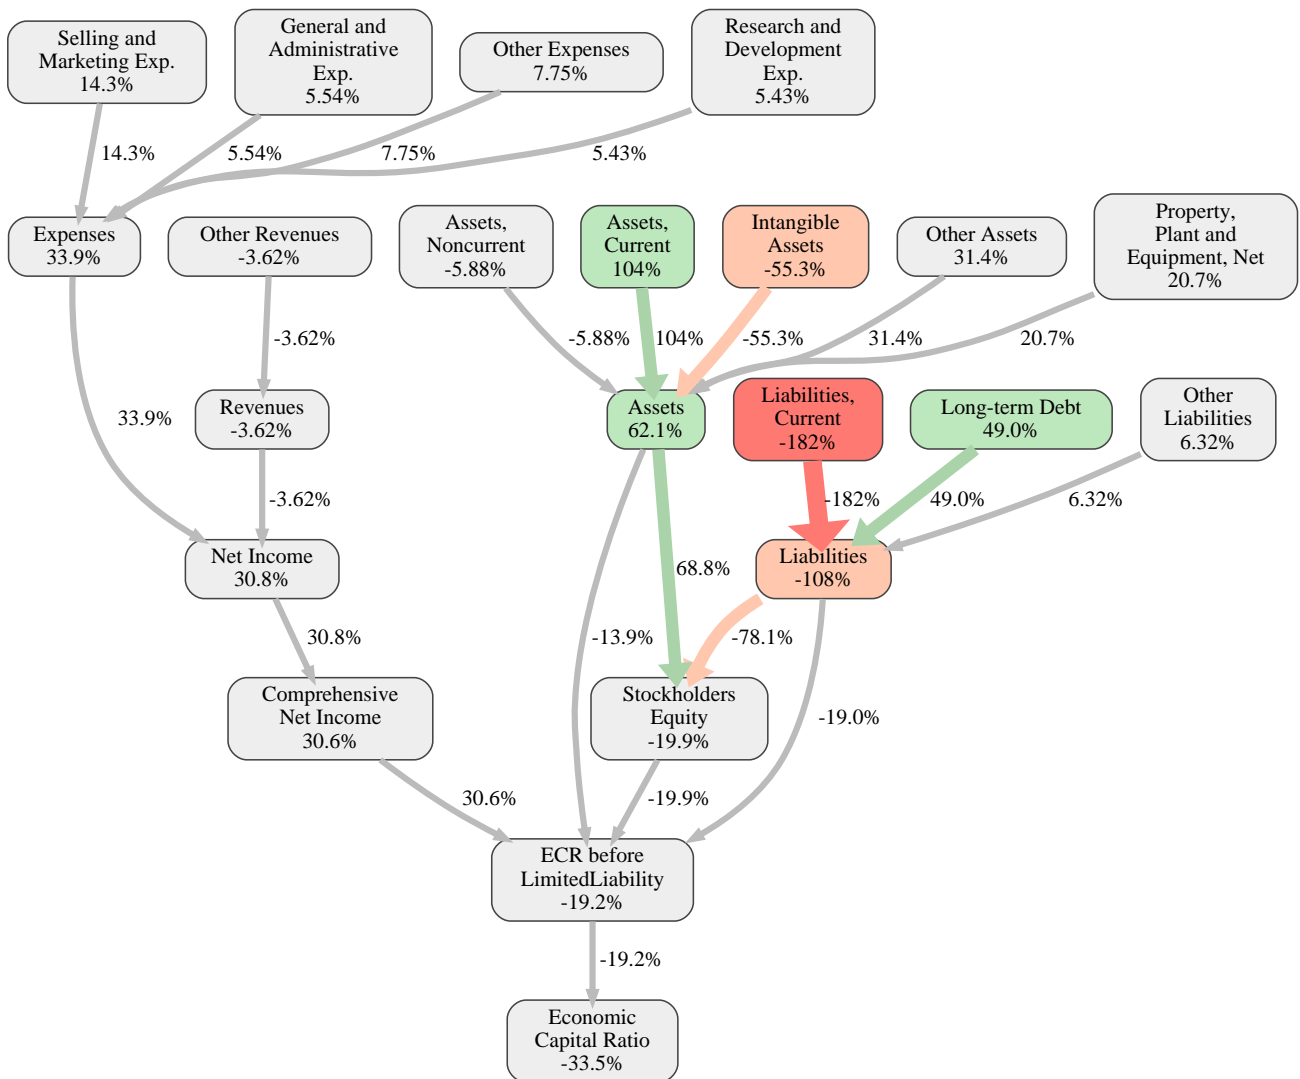 Selling and
Marketing Exp.
14.3%
General and
Administrative
Exp.
5.54%
Other Expenses
7.75%
Research and
Development
Exp.
5.43%
14.3%
5.54%
7.75%
5.43%
Expenses
33.9%
Other Revenues
-3.62%
Assets,
Noncurrent
-5.88%
Assets,
Current
104%
Intangible
Assets
-55.3%
Other Assets
31.4%
Property,
Plant and
Equipment, Net
20.7%
-3.62%
-5.88%
104%
-55.3%
31.4%
20.7%
33.9%
Revenues
-3.62%
Assets
62.1%
Liabilities,
Current
-182%
Long-term Debt
49.0%
Other
Liabilities
6.32%
-3.62%
-182%
49.0%
6.32%
Net Income
30.8%
68.8%
Liabilities
-108%
30.8%
-13.9%
-78.1%
Comprehensive
Net Income
30.6%
Stockholders
Equity
-19.9%
-19.0%
30.6%
-19.9%
ECR before
LimitedLiability
-19.2%
-19.2%
Economic
Capital Ratio
-33.5%